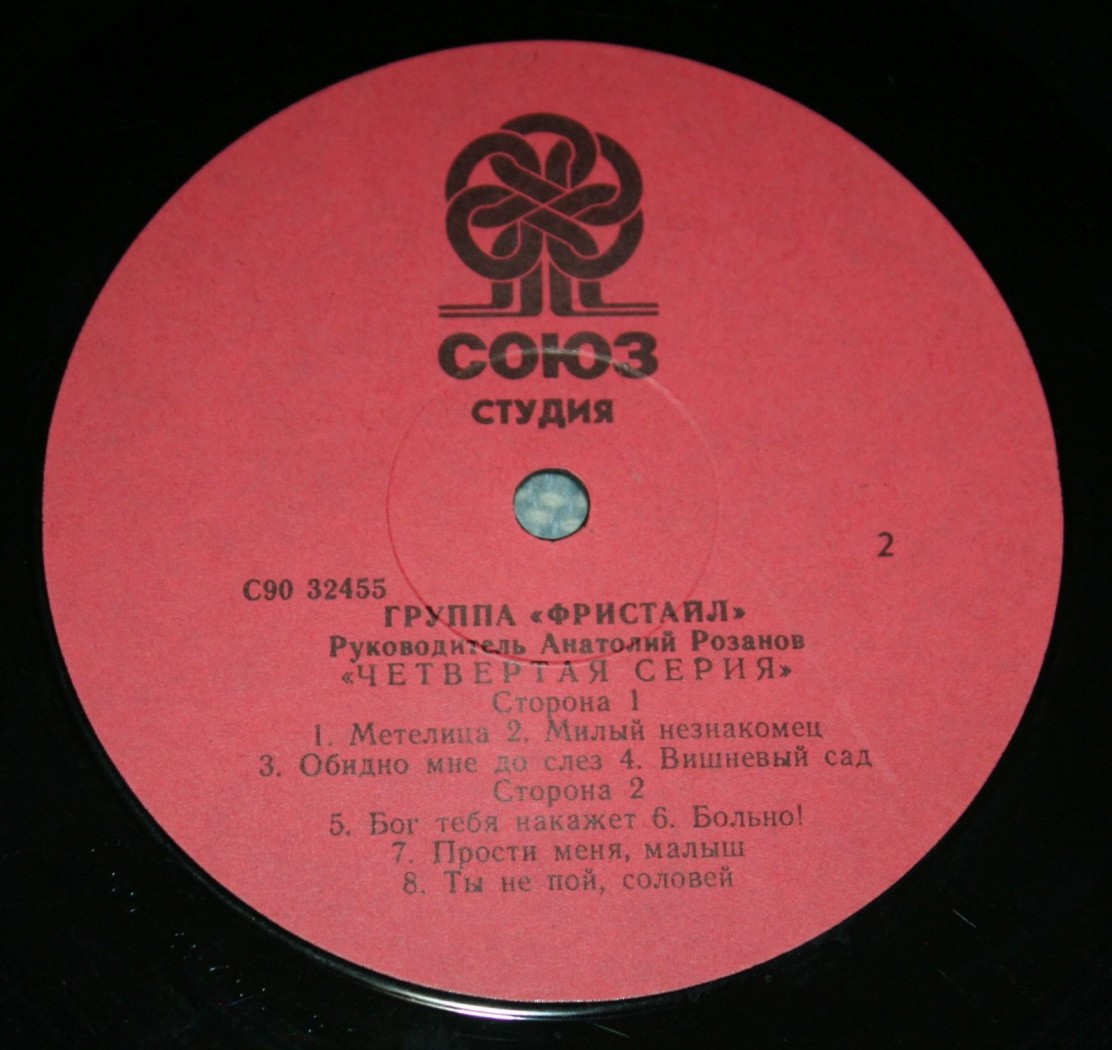 СОЮЗ
СТУДИЯ
2
С90 32455
ГРУППА «ФРИСТАЙЛ»
Руководитель Анатолий Розанов
«ЧЕТВЕРТАЯ СЕРИЯ»
Сторона 1
1. Метелица 2. Милый незнакомец
3. Обидно мне до слез 4. Вишневый сад
Сторона 2
5. Бог тебя накажет 6. Больно!
7. Прости меня, малыш
8. Ты не пой, соловей